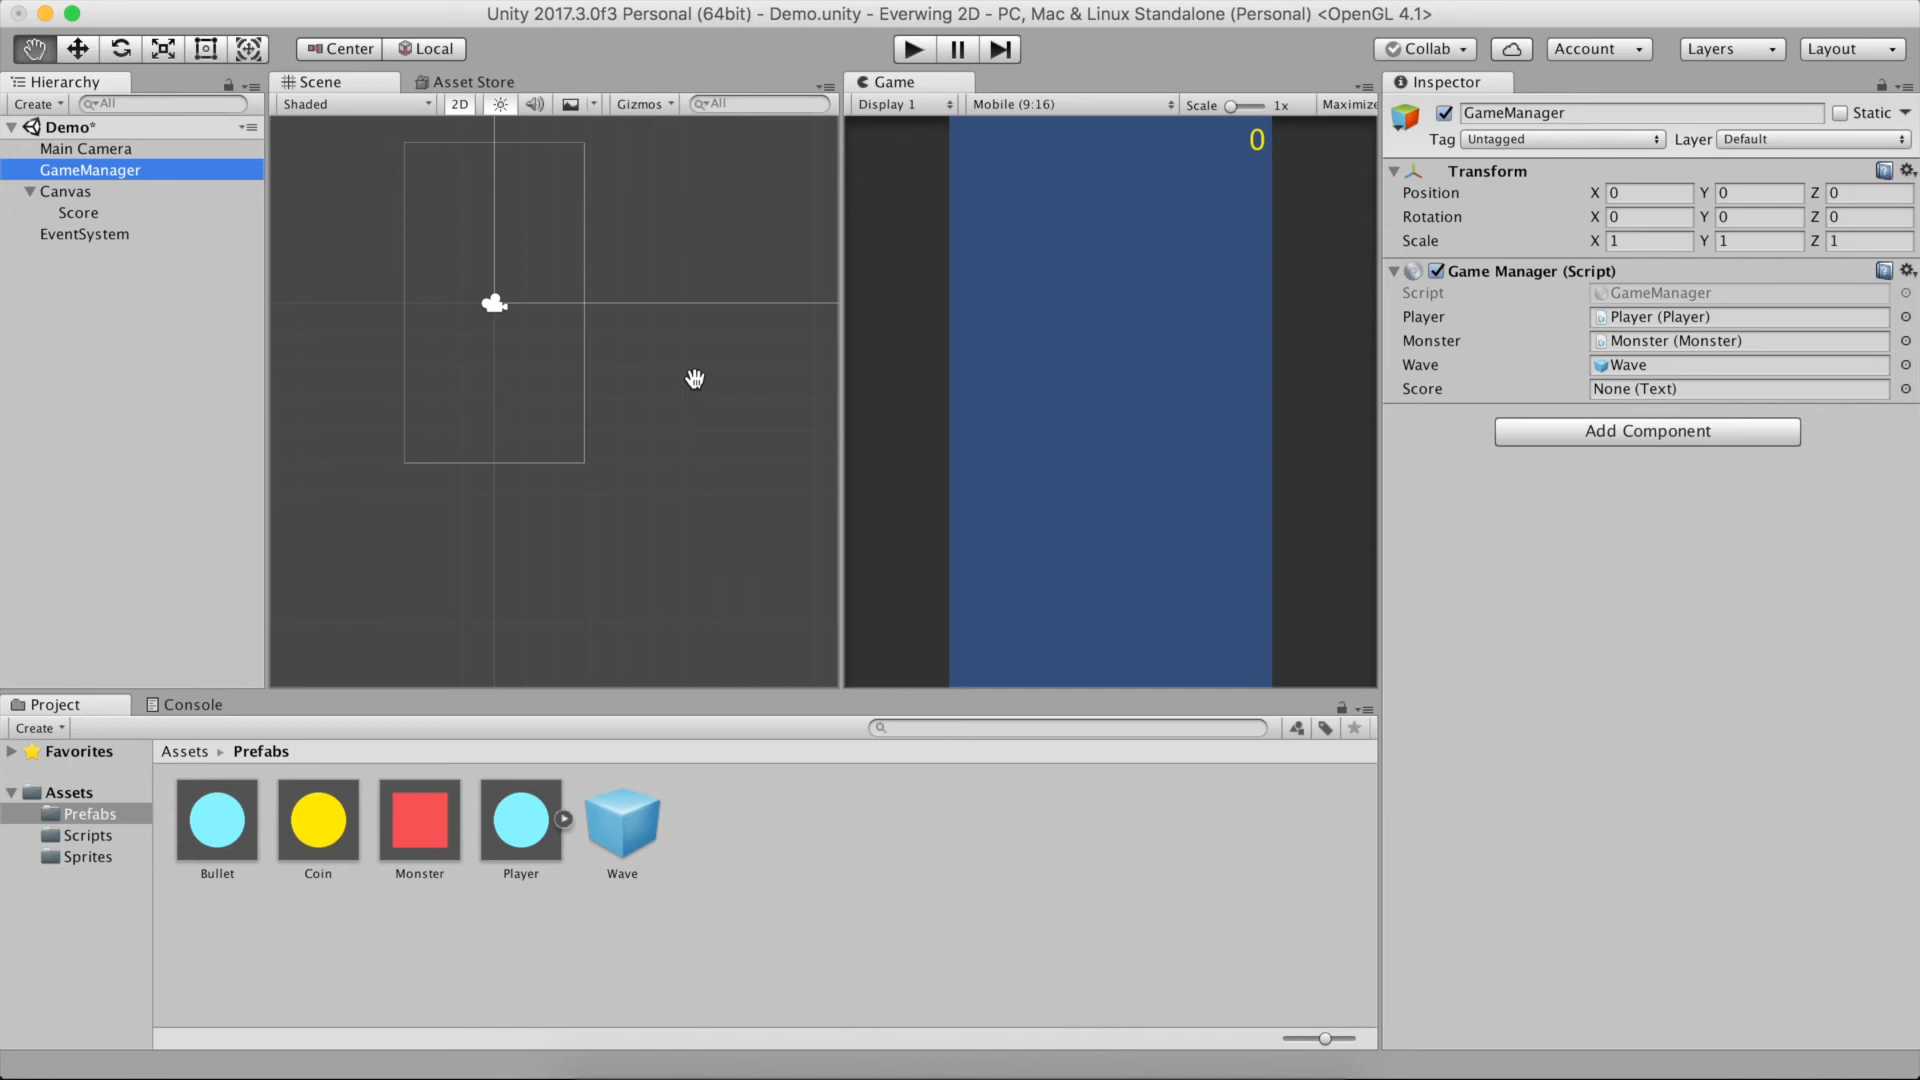 Unity 2017.3.0f3 Personal (64bit) - Demo.unity - Everwing 2D - PC, Mac & Linux Standalone (Personal) <OpenGL 4.1>
Center Local Collab Account Layers Layout
Hierarchy
Create All
Demo*
Main Camera
GameManager
Canvas
Score
EventSystem
Scene Asset Store
Shaded 2D Gizmos All
Game
Display 1 Mobile (9:16) Scale 1x Maximize
0
Inspector
GameManager Static
Tag Untagged Layer Default
Transform
Position X 0 Y 0 Z 0
Rotation X 0 Y 0 Z 0
Scale X 1 Y 1 Z 1
Game Manager (Script)
Script GameManager
Player Player (Player)
Monster Monster (Monster)
Wave Wave
Score None (Text)
Add Component
Project Console
Create
Favorites
Assets
Prefabs
Scripts
Sprites
Assets Prefabs
Bullet Coin Monster Player Wave